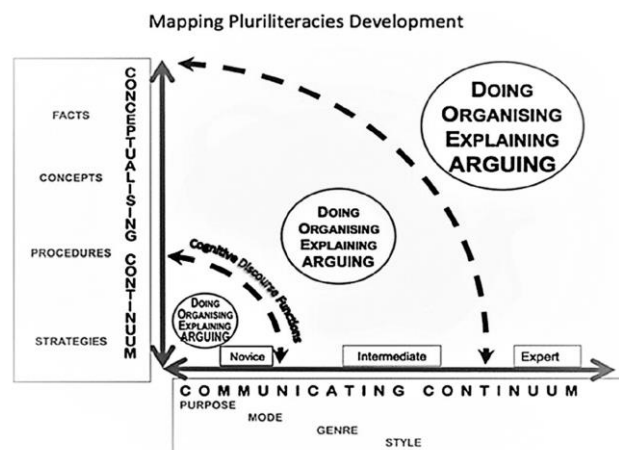 Mapping Pluriliteracies Development
FACTS
CONCEPTS
PROCEDURES
STRATEGIES
CONCEPTUALISING CONTINUUM
DOING
ORGANISING
EXPLAINING
ARGUING
DOING
ORGANISING
EXPLAINING
ARGUING
Cognitive Discourse Functions
DOING
ORGANISING
EXPLAINING
ARGUING
Novice
Intermediate
Expert
COMMUNICATING CONTINUUM
PURPOSE
MODE
GENRE
STYLE